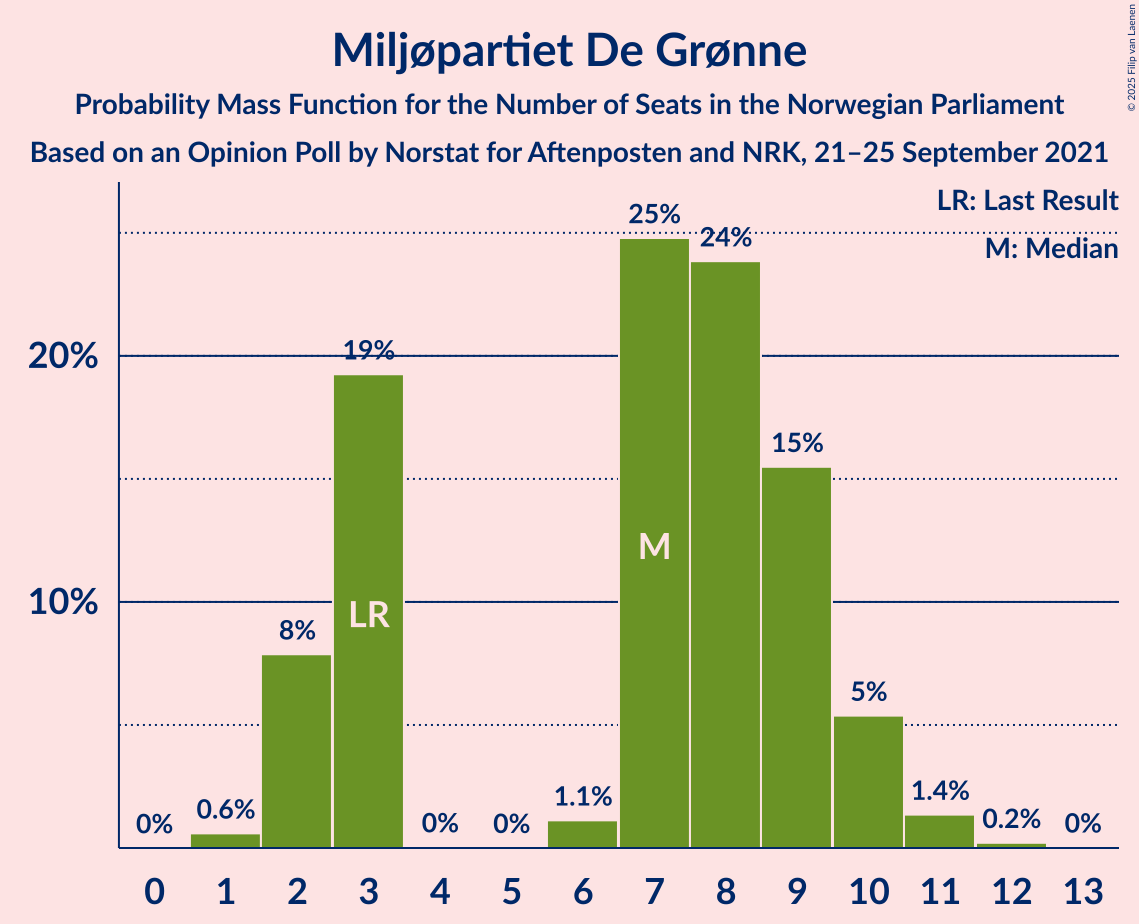 Miljøpartiet De Grønne
Probability Mass Function for the Number of Seats in the Norwegian Parliament
Based on an Opinion Poll by Norstat for Aftenposten and NRK, 21–25 September 2021
© 2025 Filip van Laenen
LR: Last Result
M: Median
25%
24%
20%
19%
15%
M
10%
LR
8%
5%
1.1%
1.4%
0.6%
0.2%
0%
0%
0%
0%
0 1 2 3 4 5 6 7 8 9 10 11 12 13